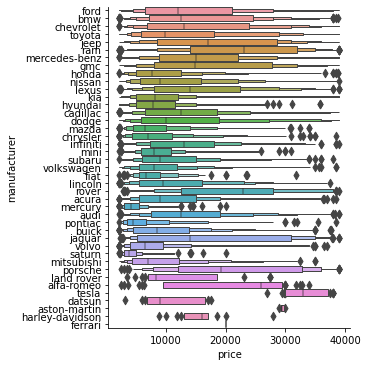 ford
bmw
chevrolet
toyota
jeep
ram
mercedes-benz
gmc
honda
nissan
lexus
kia
hyundai
cadillac
dodge
mazda
chrysler
infiniti
mini
subaru
volkswagen
fiat
lincoln
rover
acura
mercury
audi
pontiac
buick
jaguar
volvo
saturn
mitsubishi
porsche
land rover
alfa-romeo
tesla
datsun
aston-martin
harley-davidson
ferrari
manufacturer
10000 20000 30000 40000
price